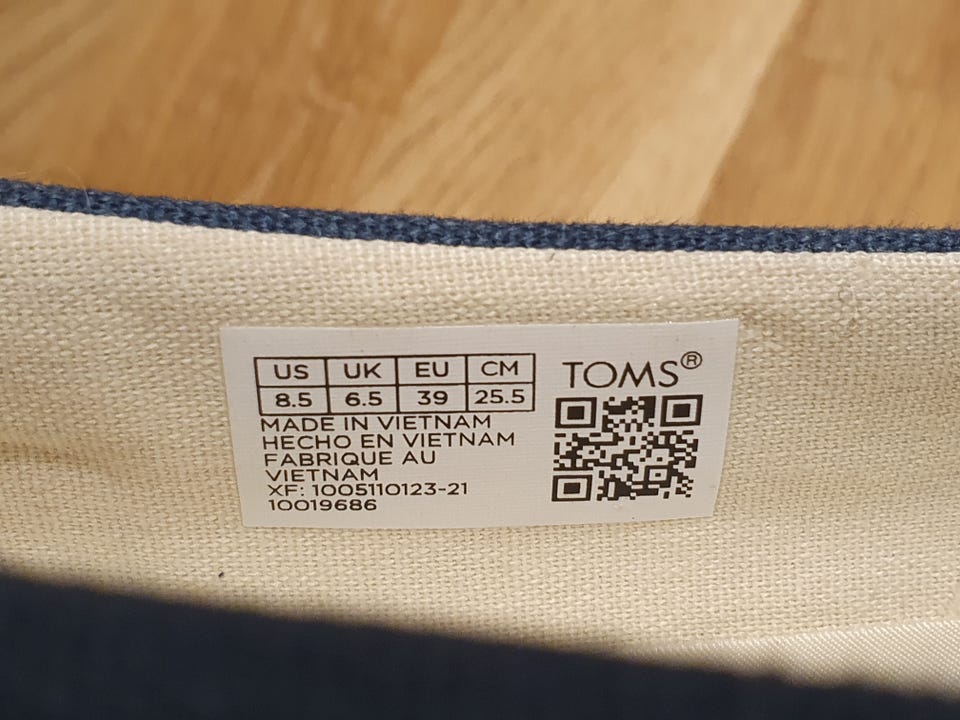 US UK EU CM
8.5 6.5 39 25.5
TOMS®
MADE IN VIETNAM
HECHO EN VIETNAM
FABRIQUE AU
VIETNAM
XF: 1005110123-21
10019686